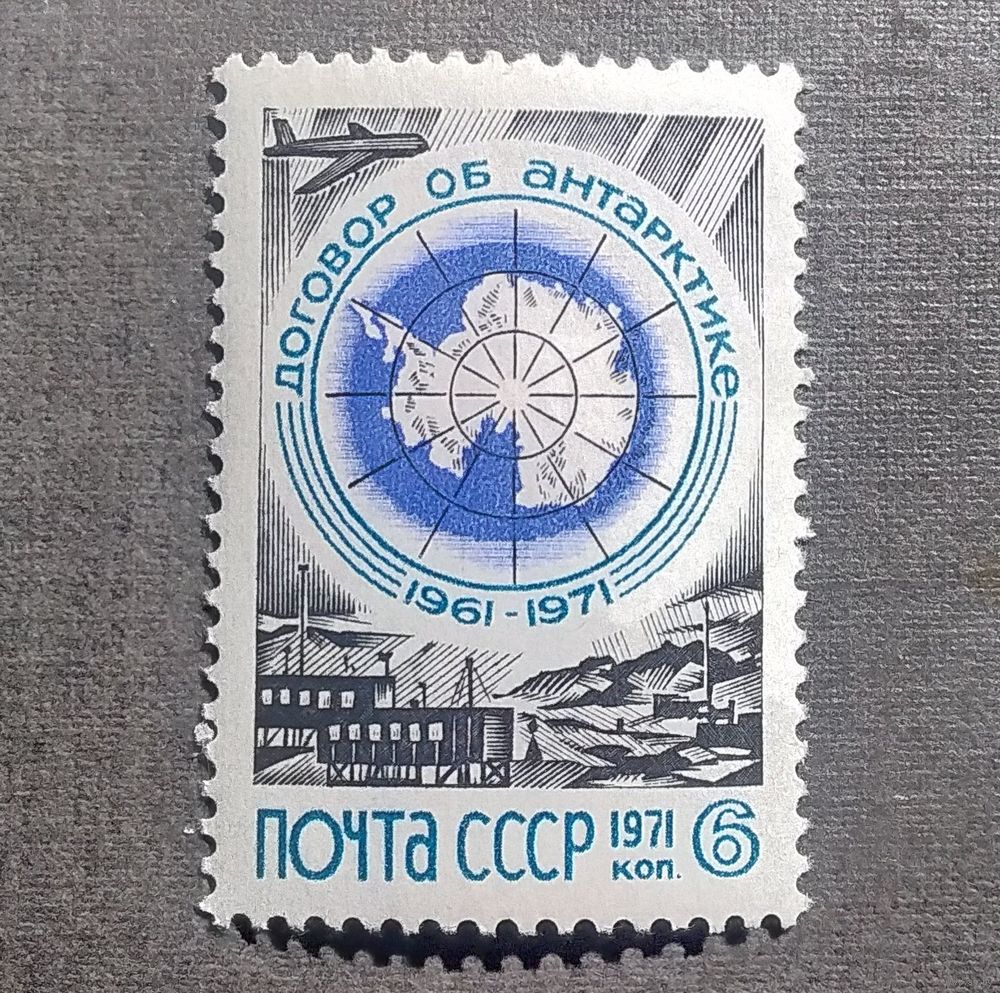 ДОГОВОР ОБ АНТАРКТИКЕ
1961-1971
ПОЧТА СССР 1971
КОП. 6